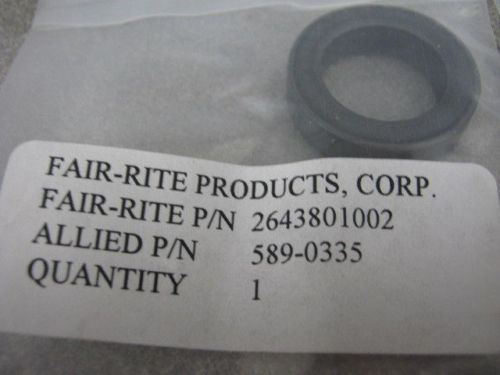 FAIR-RITE PRODUCTS, CORP.
FAIR-RITE P/N 2643801002
ALLIED P/N 589-0335
QUANTITY 1